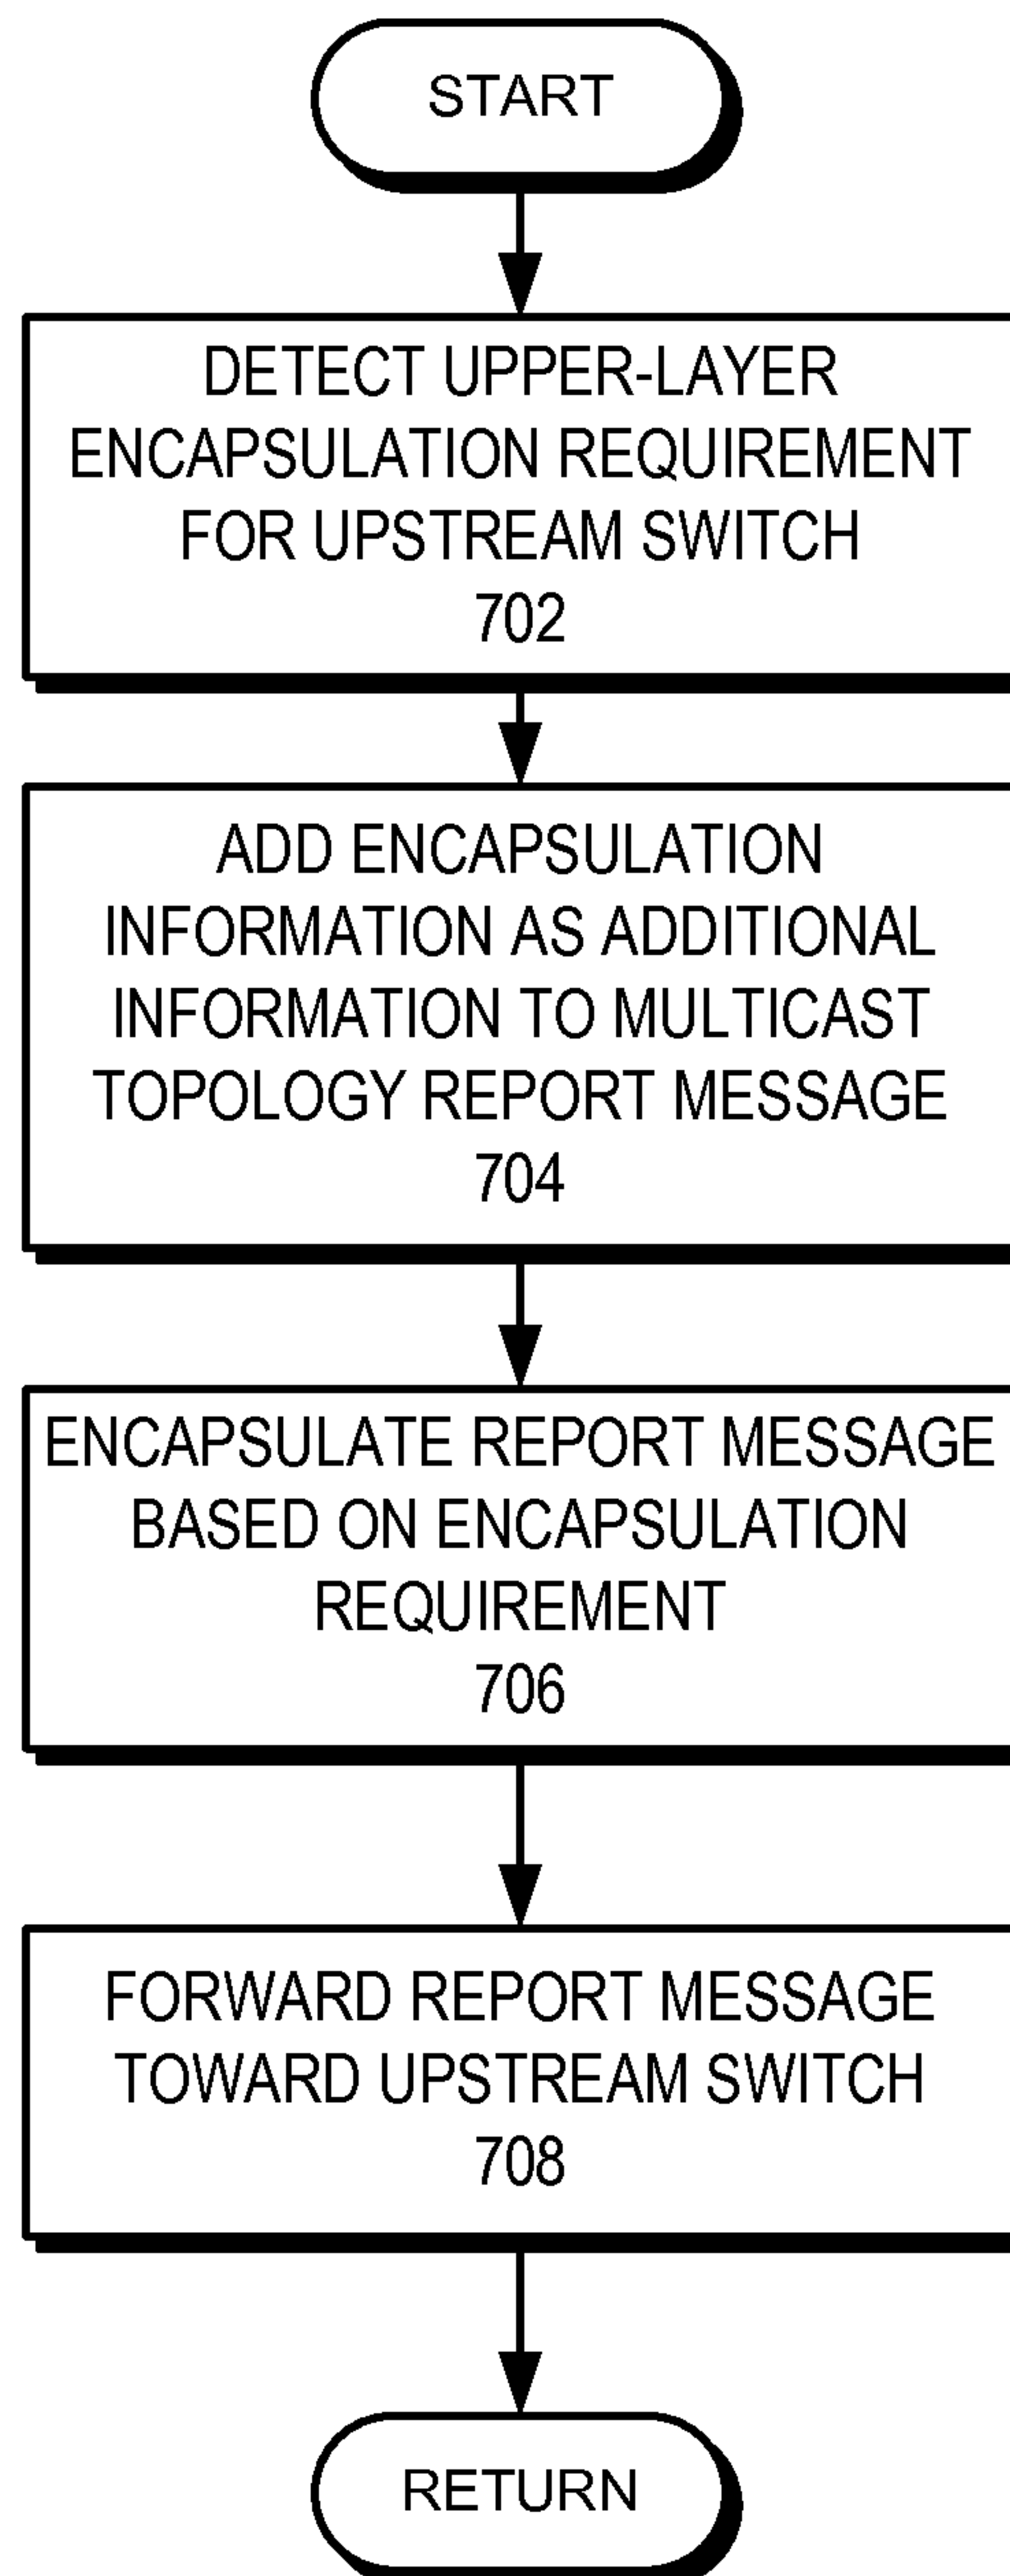 START
DETECT UPPER-LAYER
ENCAPSULATION REQUIREMENT
FOR UPSTREAM SWITCH
702
ADD ENCAPSULATION
INFORMATION AS ADDITIONAL
INFORMATION TO MULTICAST
TOPOLOGY REPORT MESSAGE
704
ENCAPSULATE REPORT MESSAGE
BASED ON ENCAPSULATION
REQUIREMENT
706
FORWARD REPORT MESSAGE
TOWARD UPSTREAM SWITCH
708
RETURN